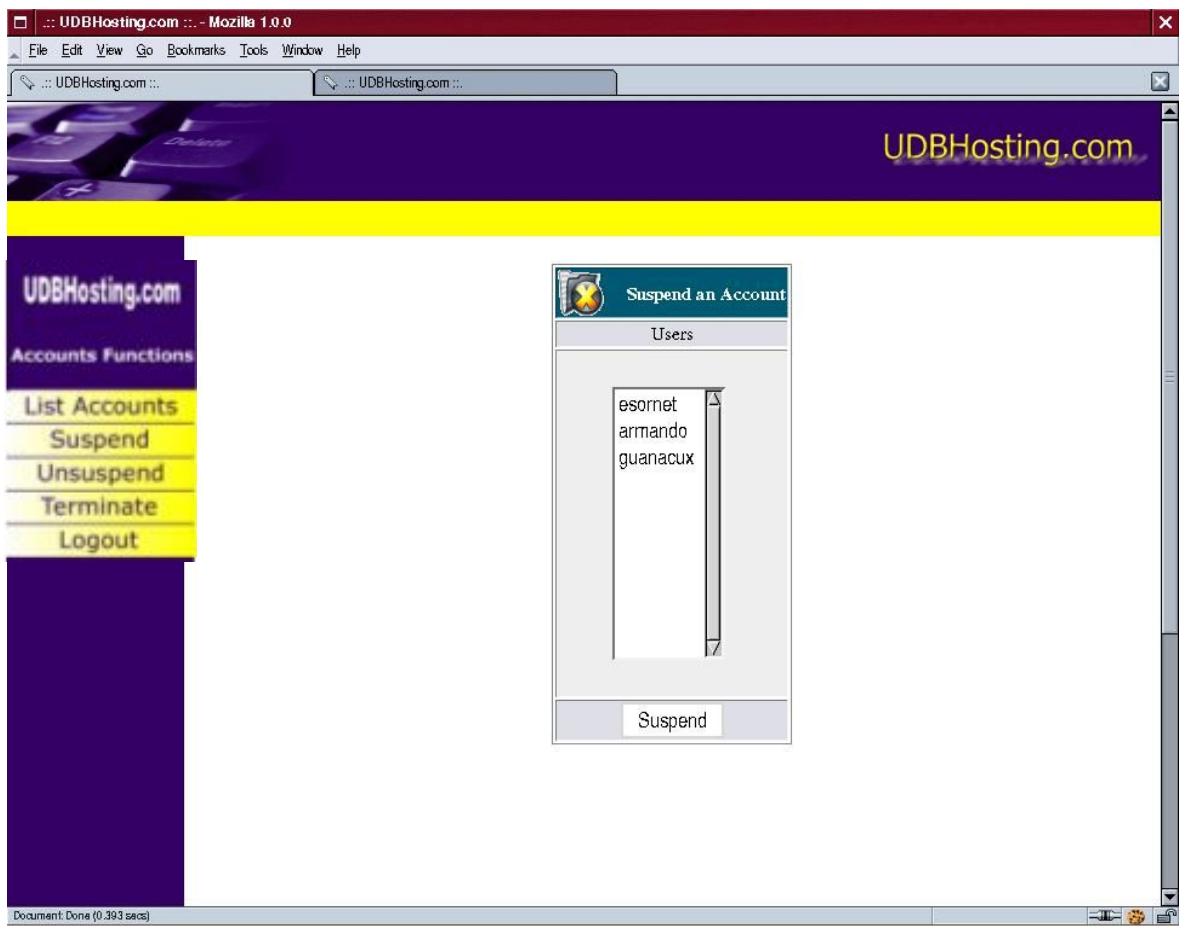 .:: UDBHosting.com ::. - Mozilla 1.0.0
File Edit View Go Bookmarks Tools Window Help
.:: UDBHosting.com ::.
.:: UDBHosting.com ::.
F12
Delete
+
UDBHosting.com
UDBHosting.com
Accounts Functions
List Accounts
Suspend
Unsuspend
Terminate
Logout
Suspend an Account
Users
esornet
armando
guanacux
Suspend
Document: Done (0.393 secs)